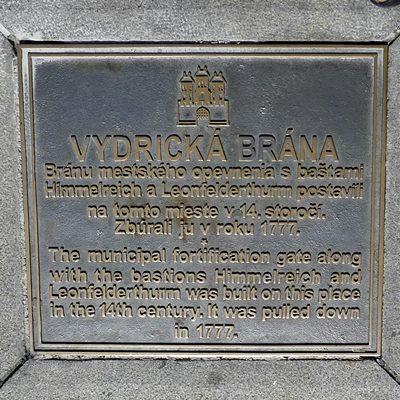 VYDRICKÁ BRÁNA
Bránu mestského opevnenia s baštami
Himmelreich a Leonfelderthurm postavili
na tomto mieste v 14. storočí.
Zbúrali ju v roku 1777.
*
The municipal fortification gate along
with the bastions Himmelreich and
Leonfelderthurm was built on this place
in the 14th century. It was pulled down
in 1777.